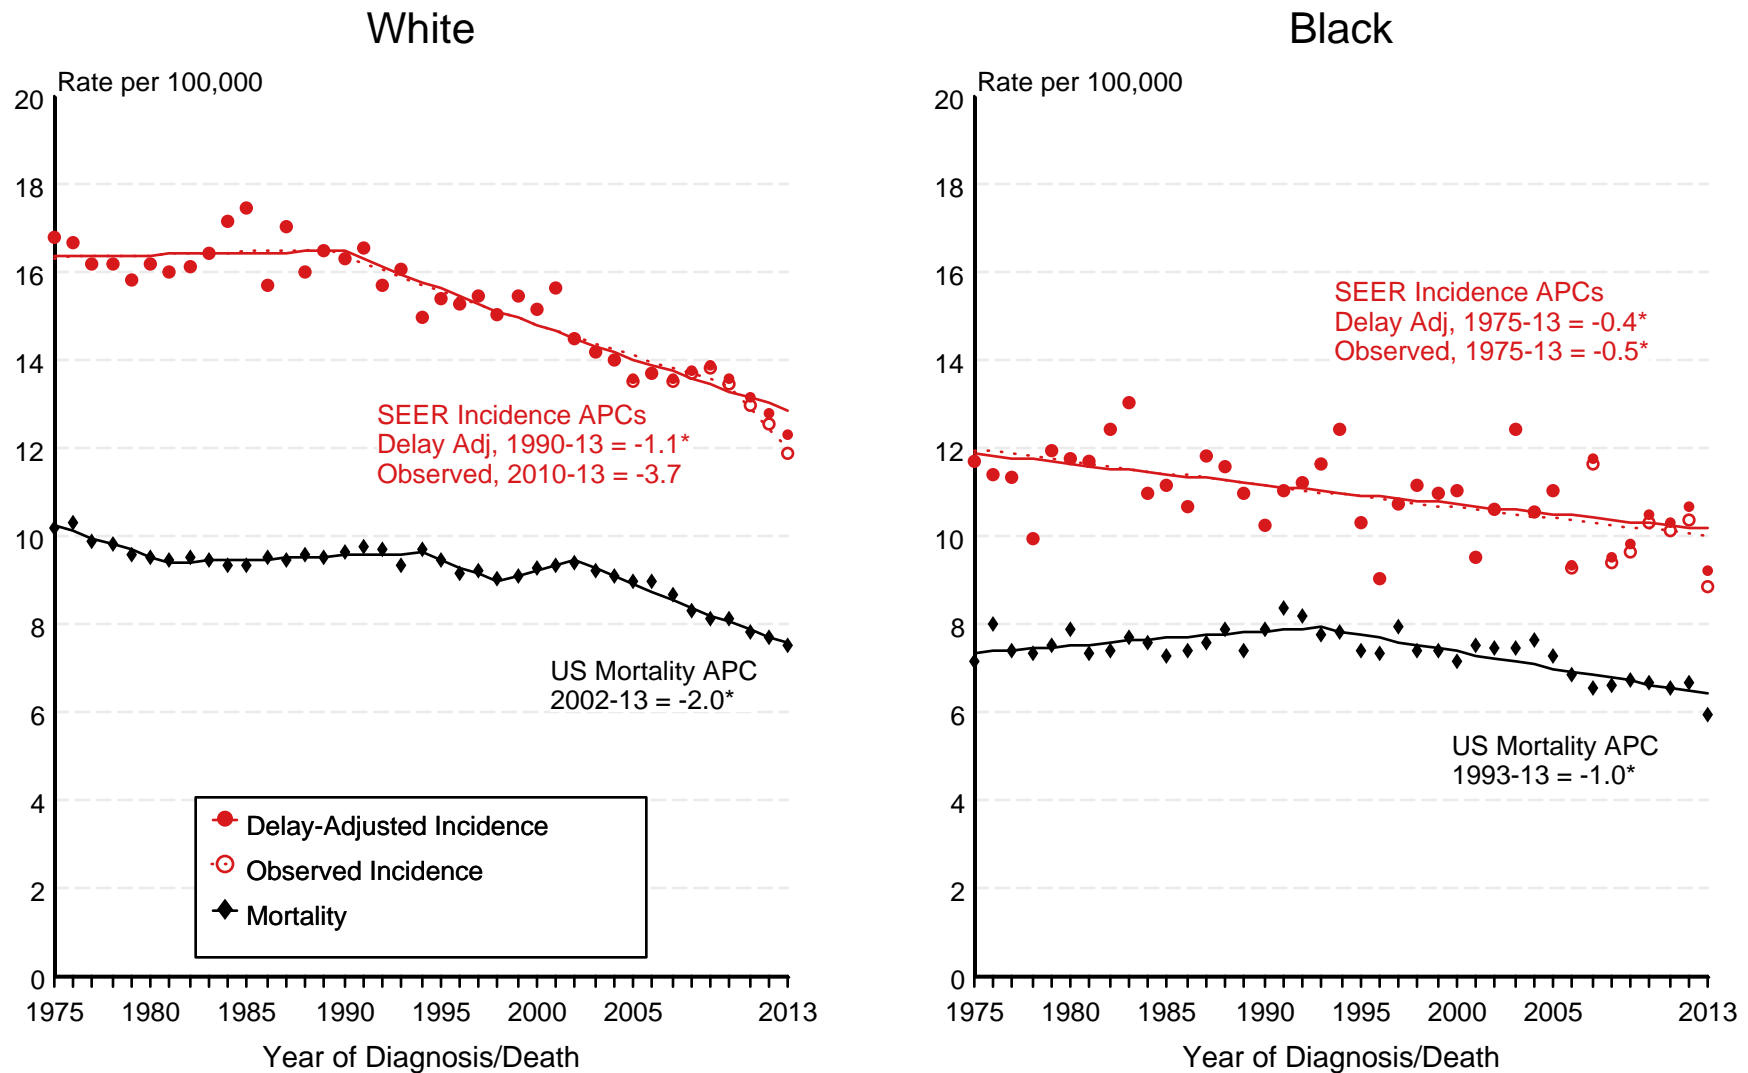 White
Rate per 100,000
20
18
16
14
12
10
8
6
4
2
0
SEER Incidence APCs
Delay Adj, 1990-13 = -1.1*
Observed, 2010-13 = -3.7
US Mortality APC
2002-13 = -2.0*
Delay-Adjusted Incidence
Observed Incidence
Mortality
1975 1980 1985 1990 1995 2000 2005 2013
Year of Diagnosis/Death
Black
Rate per 100,000
20
18
16
14
12
10
8
6
4
2
0
SEER Incidence APCs
Delay Adj, 1975-13 = -0.4*
Observed, 1975-13 = -0.5*
US Mortality APC
1993-13 = -1.0*
1975 1980 1985 1990 1995 2000 2005 2013
Year of Diagnosis/Death